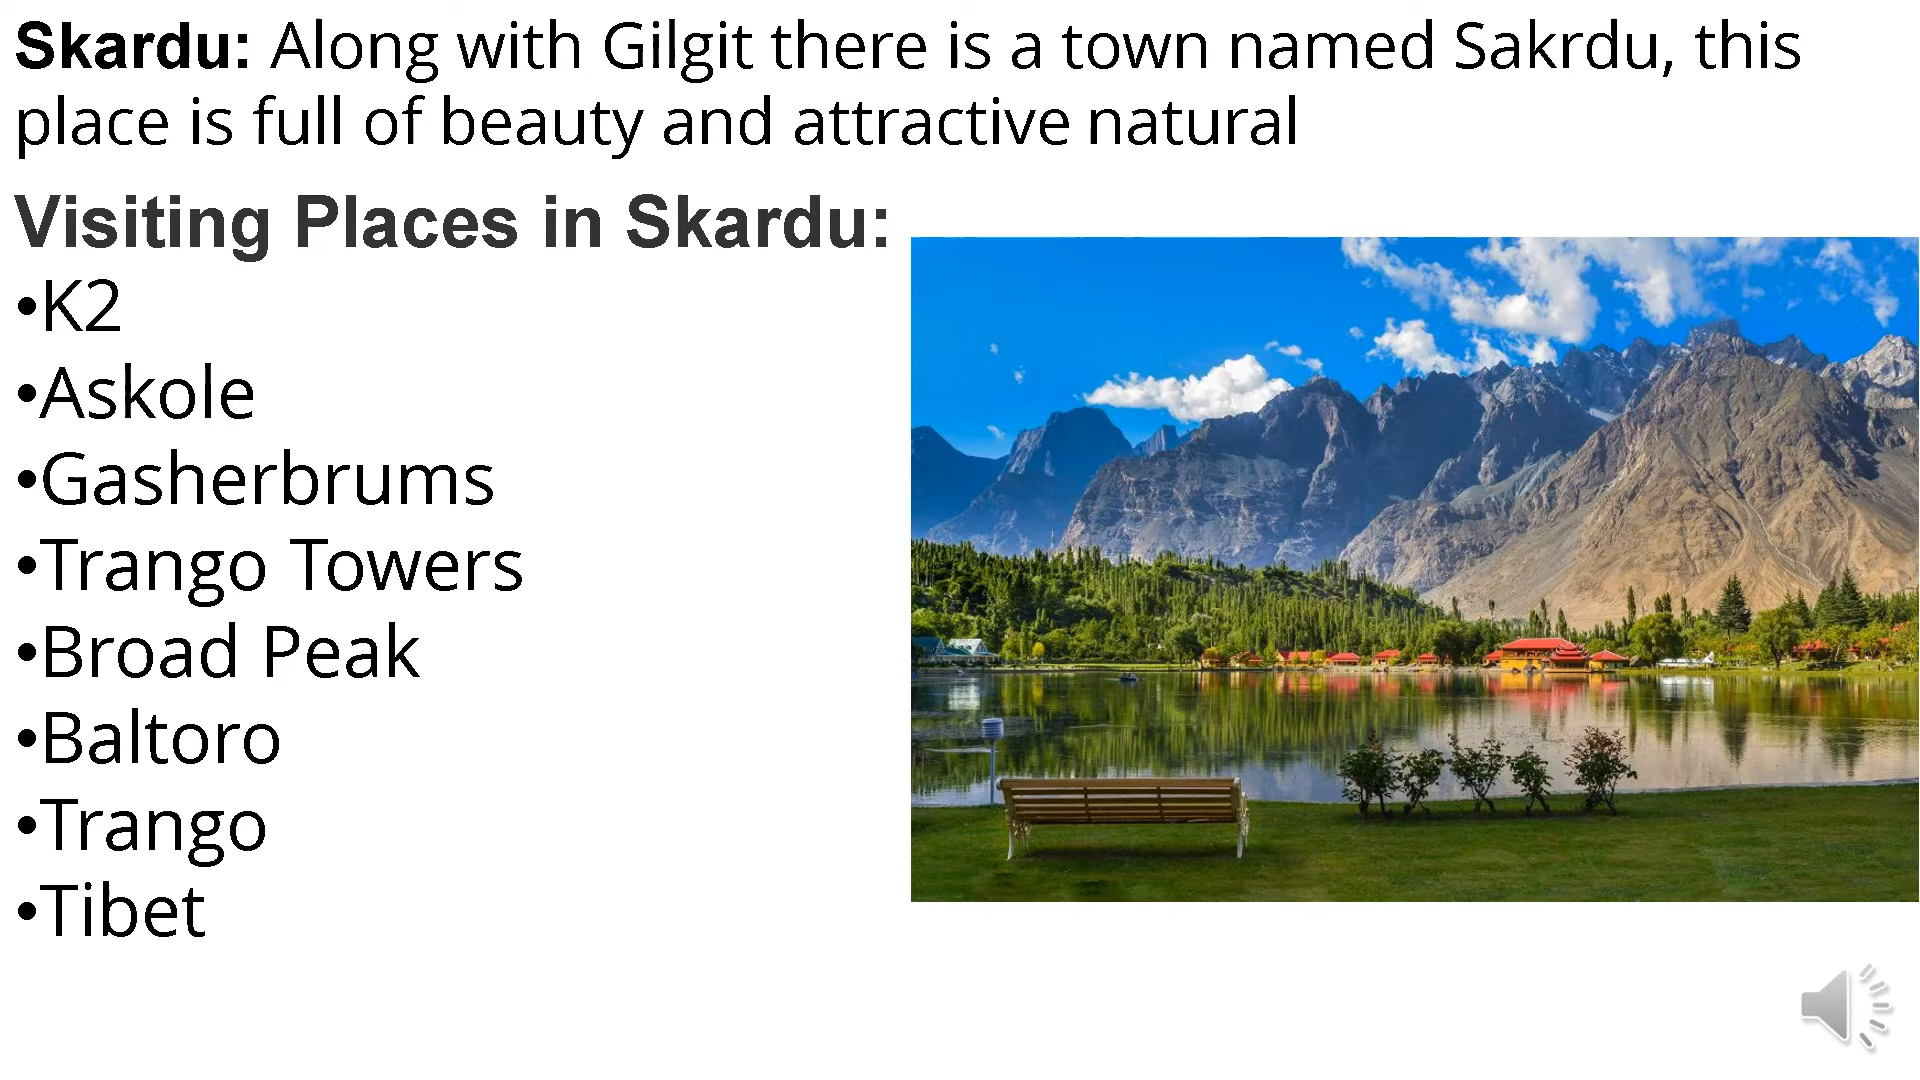 Skardu: Along with Gilgit there is a town named Sakrdu, this
place is full of beauty and attractive natural
Visiting Places in Skardu:
•K2
•Askole
•Gasherbrums
•Trango Towers
•Broad Peak
•Baltoro
•Trango
•Tibet